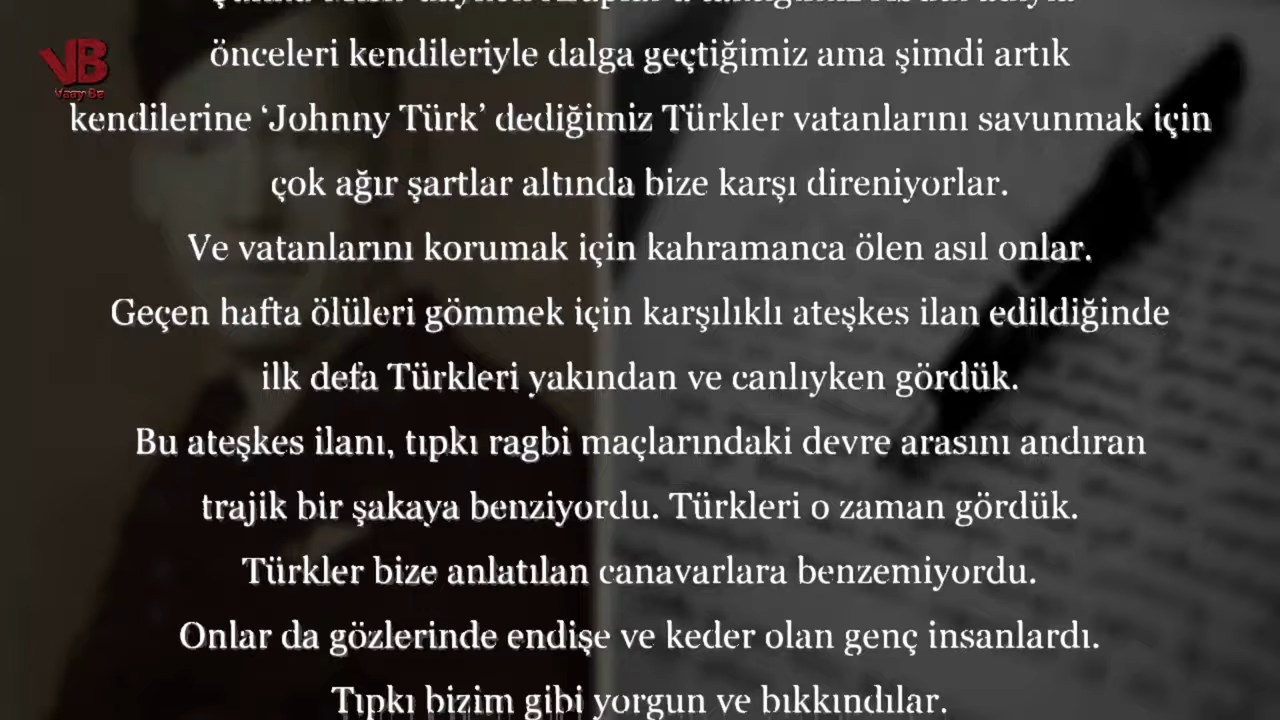 VB
Vaay Be
önceleri kendileriyle dalga geçtiğimiz ama şimdi artık
kendilerine ‘Johnny Türk’ dediğimiz Türkler vatanlarını savunmak için
çok ağır şartlar altında bize karşı direniyorlar.
Ve vatanlarını korumak için kahramanca ölen asıl onlar.
Geçen hafta ölüleri gömmek için karşılıklı ateşkes ilan edildiğinde
ilk defa Türkleri yakından ve canlıyken gördük.
Bu ateşkes ilanı, tıpkı ragbi maçlarındaki devre arasını andıran
trajik bir şakaya benziyordu. Türkleri o zaman gördük.
Türkler bize anlatılan canavarlara benzemiyordu.
Onlar da gözlerinde endişe ve keder olan genç insanlardı.
Tıpkı bizim gibi yorgun ve bıkkındılar.